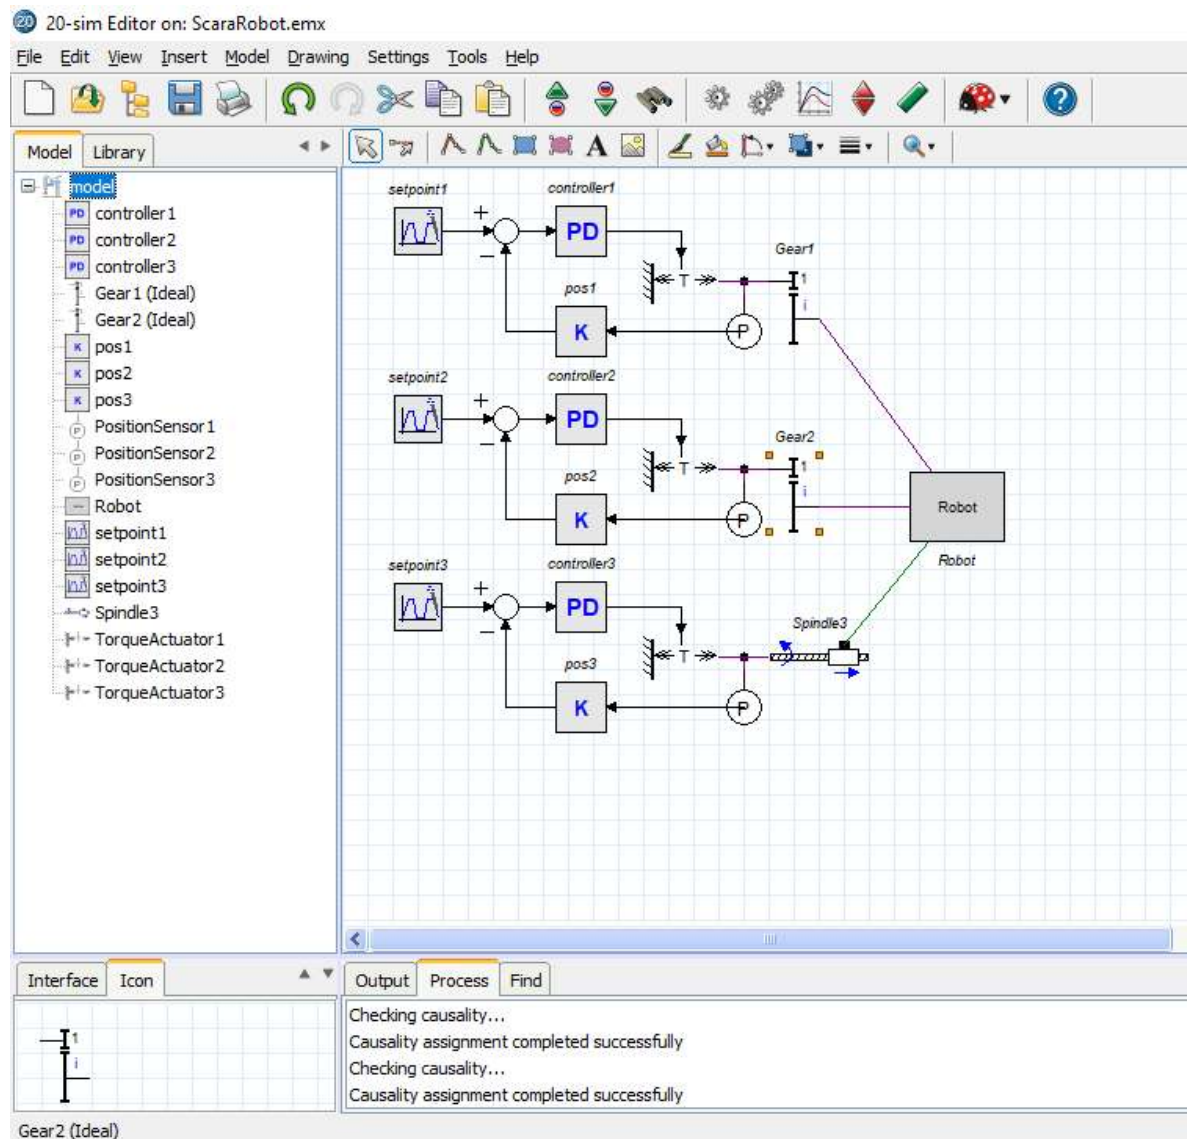 20-sim Editor on: ScaraRobot.emx
File Edit View Insert Model Drawing Settings Tools Help
Model Library
model
PD controller1
PD controller2
PD controller3
Gear1 (Ideal)
Gear2 (Ideal)
K pos1
K pos2
K pos3
P PositionSensor1
P PositionSensor2
P PositionSensor3
Robot
setpoint1
setpoint2
setpoint3
Spindle3
TorqueActuator1
TorqueActuator2
TorqueActuator3
setpoint1 controller1
+ PD
− Gear1
T 1
pos1 i
K P
setpoint2 controller2
+ PD
− Gear2
T 1
pos2 i
K P
Robot
Robot
setpoint3 controller3
+ PD
− Spindle3
T
pos3
K P
Interface Icon
1
i
Output Process Find
Checking causality...
Causality assignment completed successfully
Checking causality...
Causality assignment completed successfully
Gear2 (Ideal)